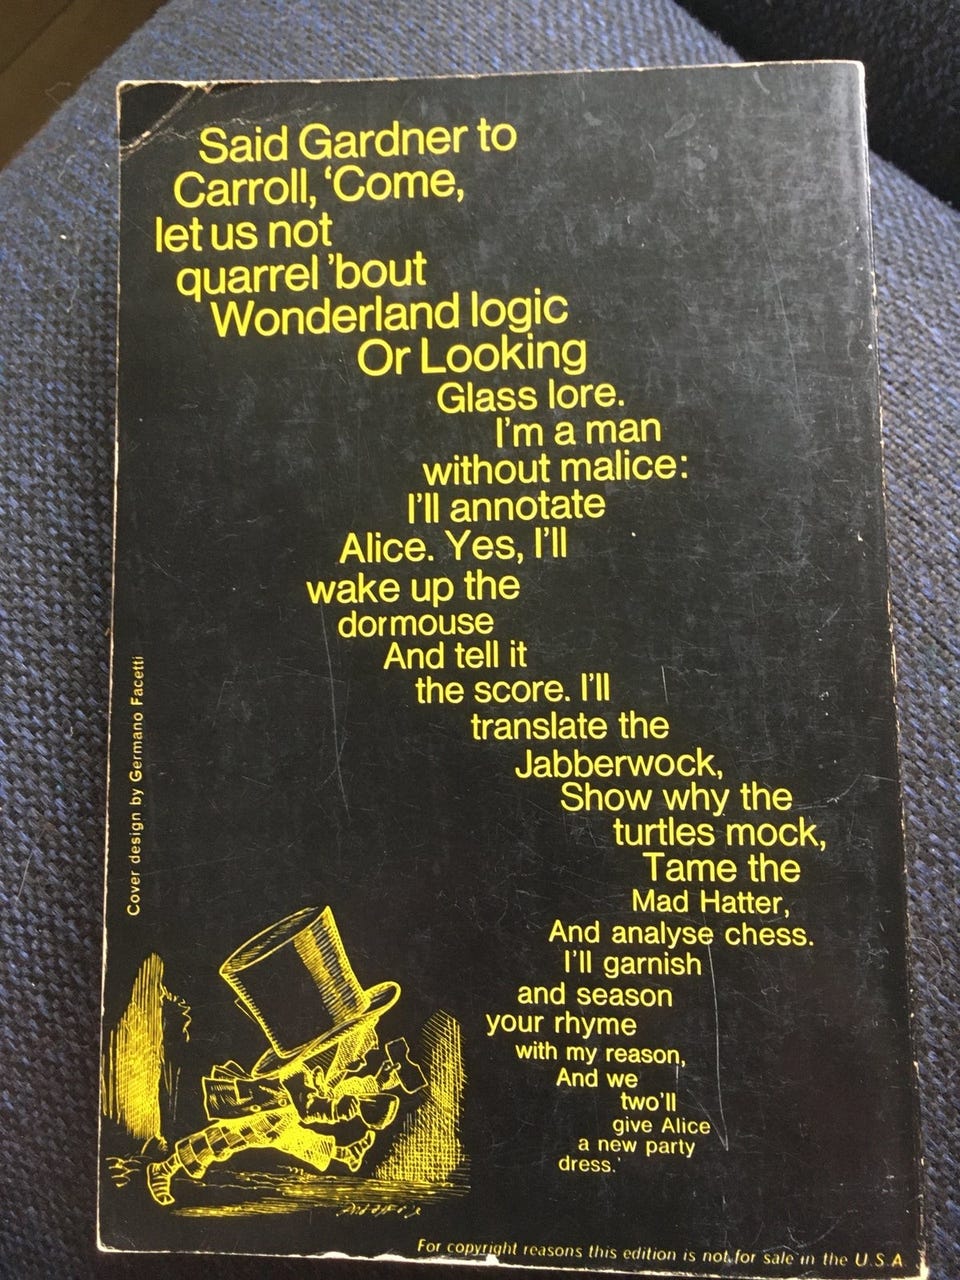 Said Gardner to
Carroll, ‘Come,
let us not
quarrel ’bout
Wonderland logic
Or Looking
Glass lore.
I'm a man
without malice:
I'll annotate
Alice. Yes, I'll
wake up the
dormouse
And tell it
the score. I'll
translate the
Jabberwock,
Show why the
turtles mock,
Tame the
Mad Hatter,
And analyse chess.
I'll garnish
and season
your rhyme
with my reason,
And we
two'll
give Alice
a new party
dress.’
Cover design by Germano Facetti
For copyright reasons this edition is not for sale in the U.S.A.